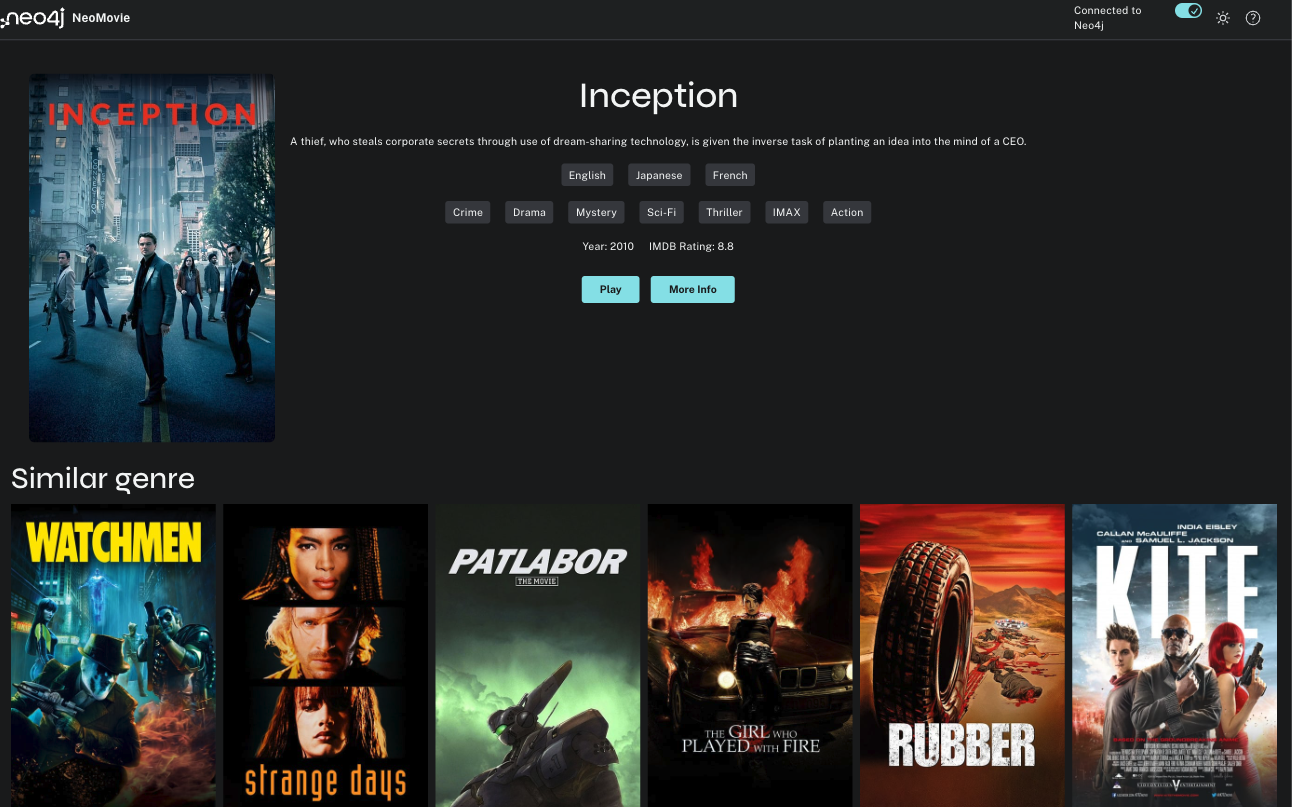 neo4j NeoMovie
Connected to
Neo4j
INCEPTION
Inception
A thief, who steals corporate secrets through use of dream-sharing technology, is given the inverse task of planting an idea into the mind of a CEO.
English Japanese French
Crime Drama Mystery Sci-Fi Thriller IMAX Action
Year: 2010 IMDB Rating: 8.8
Play More Info
Similar genre
WATCHMEN
strange days
PATLABOR
THE MOVIE
THE GIRL WHO
PLAYED WITH FIRE
RUBBER
INDIA EISLEY
CALLAN McAULIFFE
AND SAMUEL L. JACKSON
KITE